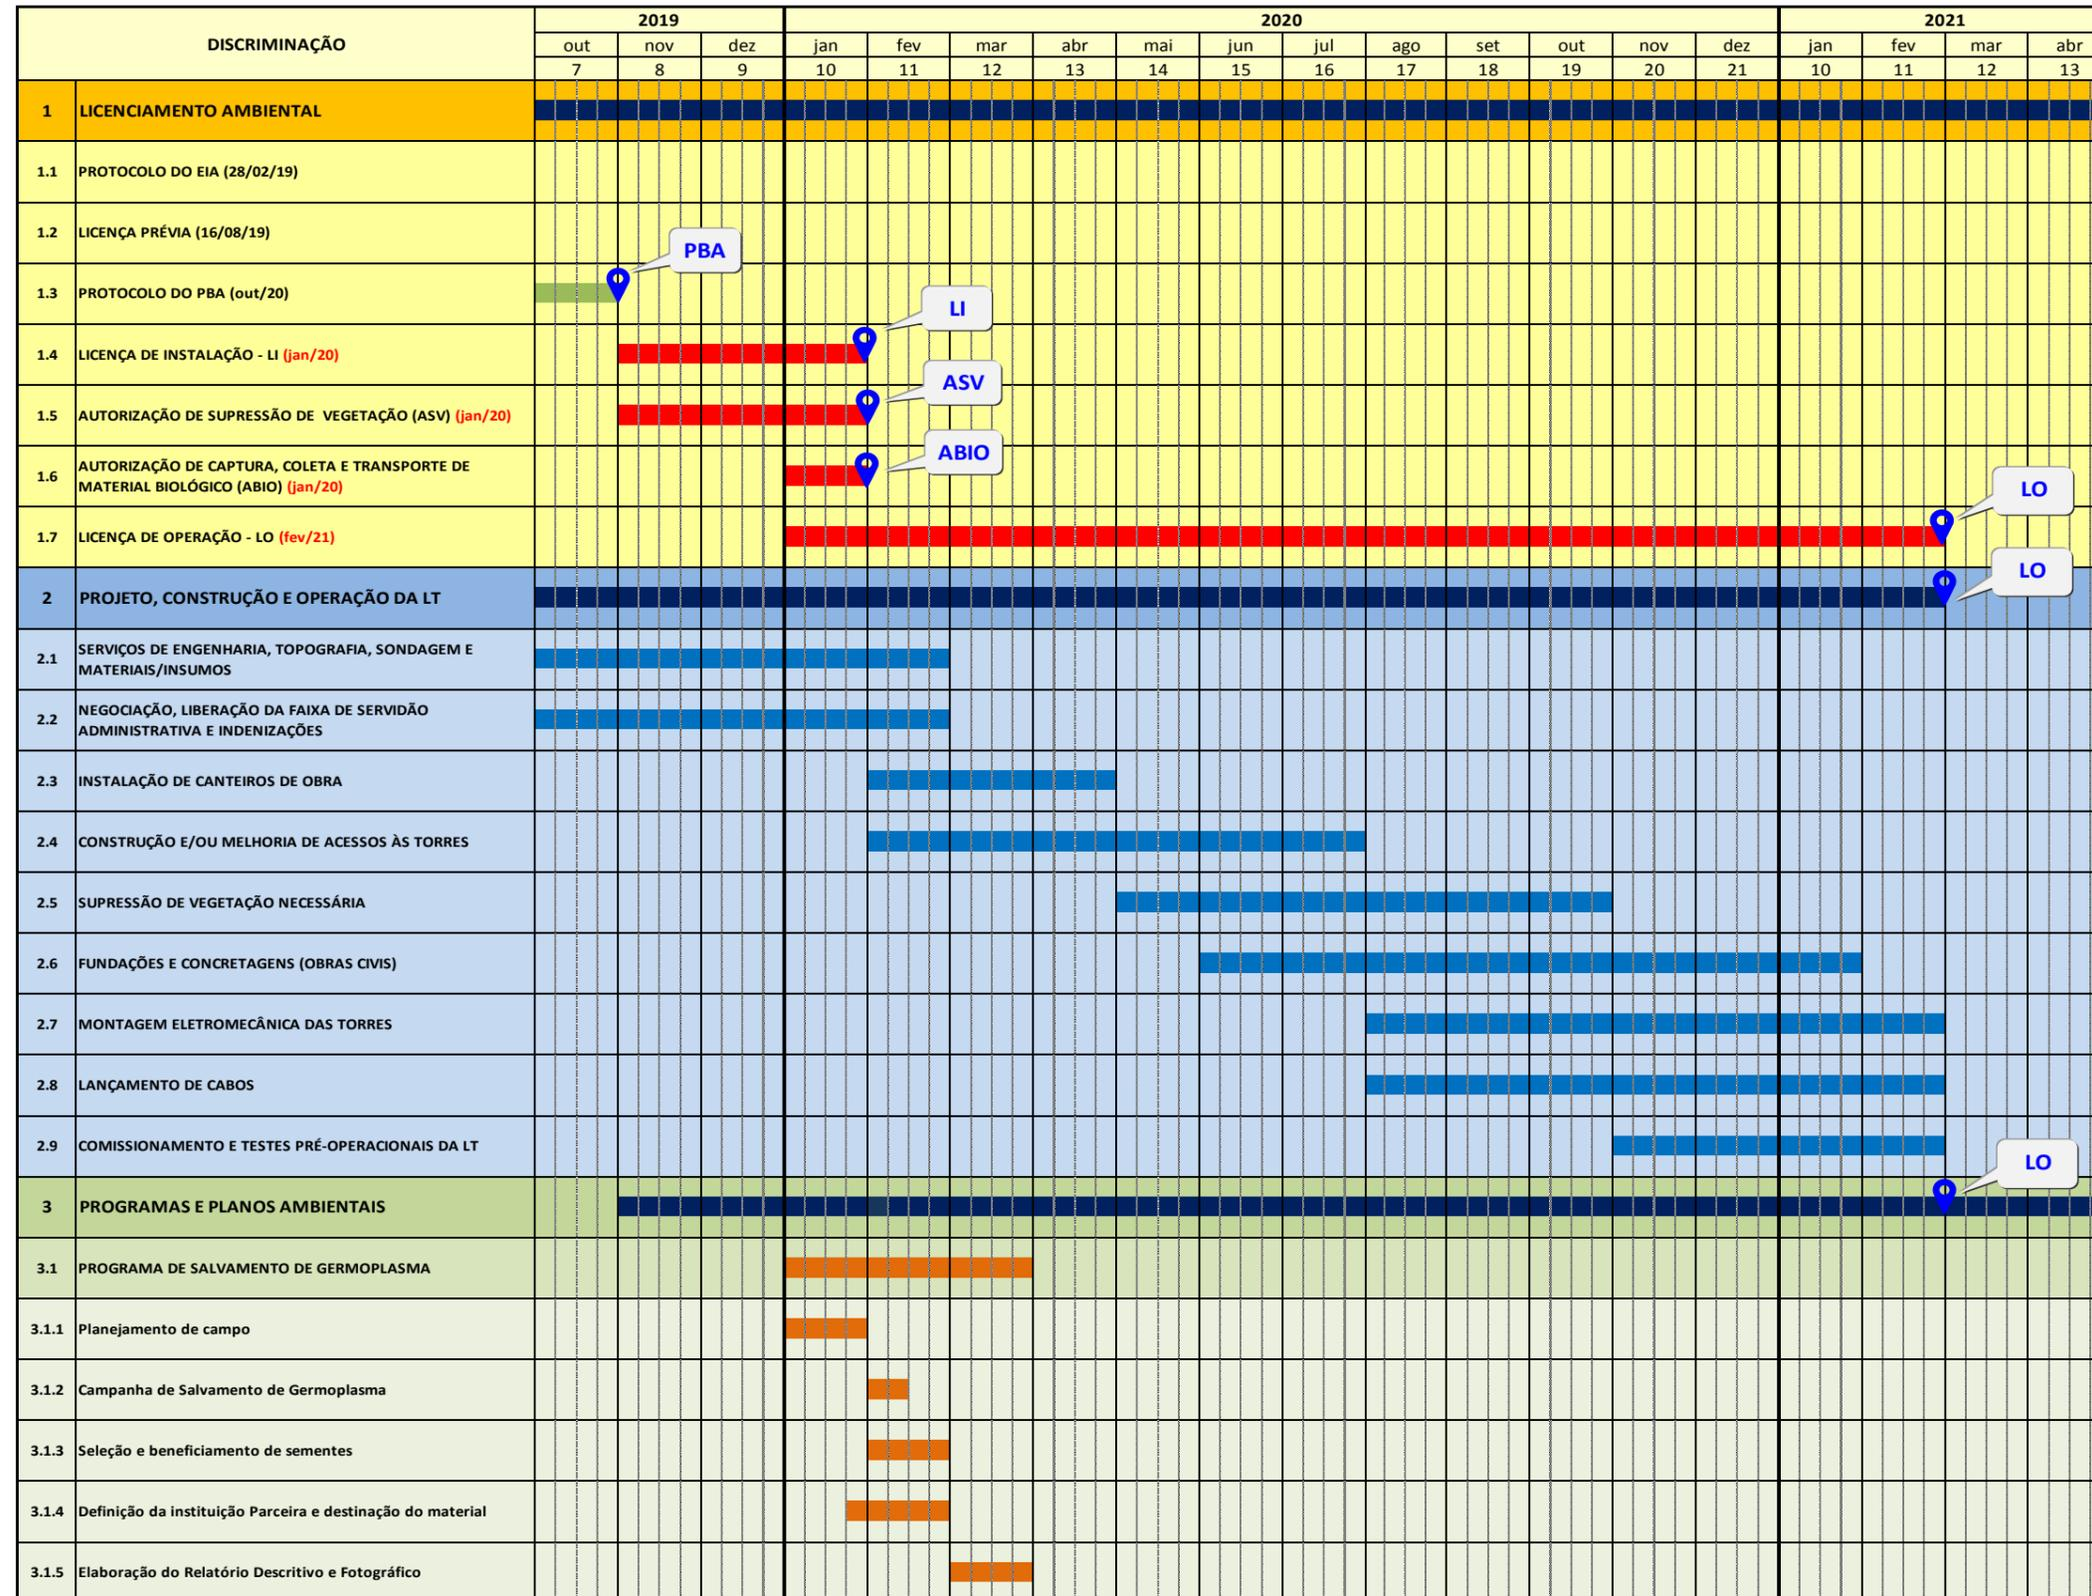 DISCRIMINAÇÃO
2019 2020 2021
out nov dez jan fev mar abr mai jun jul ago set out nov dez jan fev mar abr
7 8 9 10 11 12 13 14 15 16 17 18 19 20 21 10 11 12 13
1 LICENCIAMENTO AMBIENTAL
1.1 PROTOCOLO DO EIA (28/02/19)
1.2 LICENÇA PRÉVIA (16/08/19)
PBA
1.3 PROTOCOLO DO PBA (out/20)
LI
1.4 LICENÇA DE INSTALAÇÃO - LI (jan/20)
ASV
1.5 AUTORIZAÇÃO DE SUPRESSÃO DE VEGETAÇÃO (ASV) (jan/20)
ABIO
1.6 AUTORIZAÇÃO DE CAPTURA, COLETA E TRANSPORTE DE
MATERIAL BIOLÓGICO (ABIO) (jan/20)
LO
1.7 LICENÇA DE OPERAÇÃO - LO (fev/21)
LO
2 PROJETO, CONSTRUÇÃO E OPERAÇÃO DA LT
2.1 SERVIÇOS DE ENGENHARIA, TOPOGRAFIA, SONDAGEM E
MATERIAIS/INSUMOS
2.2 NEGOCIAÇÃO, LIBERAÇÃO DA FAIXA DE SERVIDÃO
ADMINISTRATIVA E INDENIZAÇÕES
2.3 INSTALAÇÃO DE CANTEIROS DE OBRA
2.4 CONSTRUÇÃO E/OU MELHORIA DE ACESSOS ÀS TORRES
2.5 SUPRESSÃO DE VEGETAÇÃO NECESSÁRIA
2.6 FUNDAÇÕES E CONCRETAGENS (OBRAS CIVIS)
2.7 MONTAGEM ELETROMECÂNICA DAS TORRES
2.8 LANÇAMENTO DE CABOS
2.9 COMISSIONAMENTO E TESTES PRÉ-OPERACIONAIS DA LT
LO
3 PROGRAMAS E PLANOS AMBIENTAIS
3.1 PROGRAMA DE SALVAMENTO DE GERMOPLASMA
3.1.1 Planejamento de campo
3.1.2 Campanha de Salvamento de Germoplasma
3.1.3 Seleção e beneficiamento de sementes
3.1.4 Definição da instituição Parceira e destinação do material
3.1.5 Elaboração do Relatório Descritivo e Fotográfico